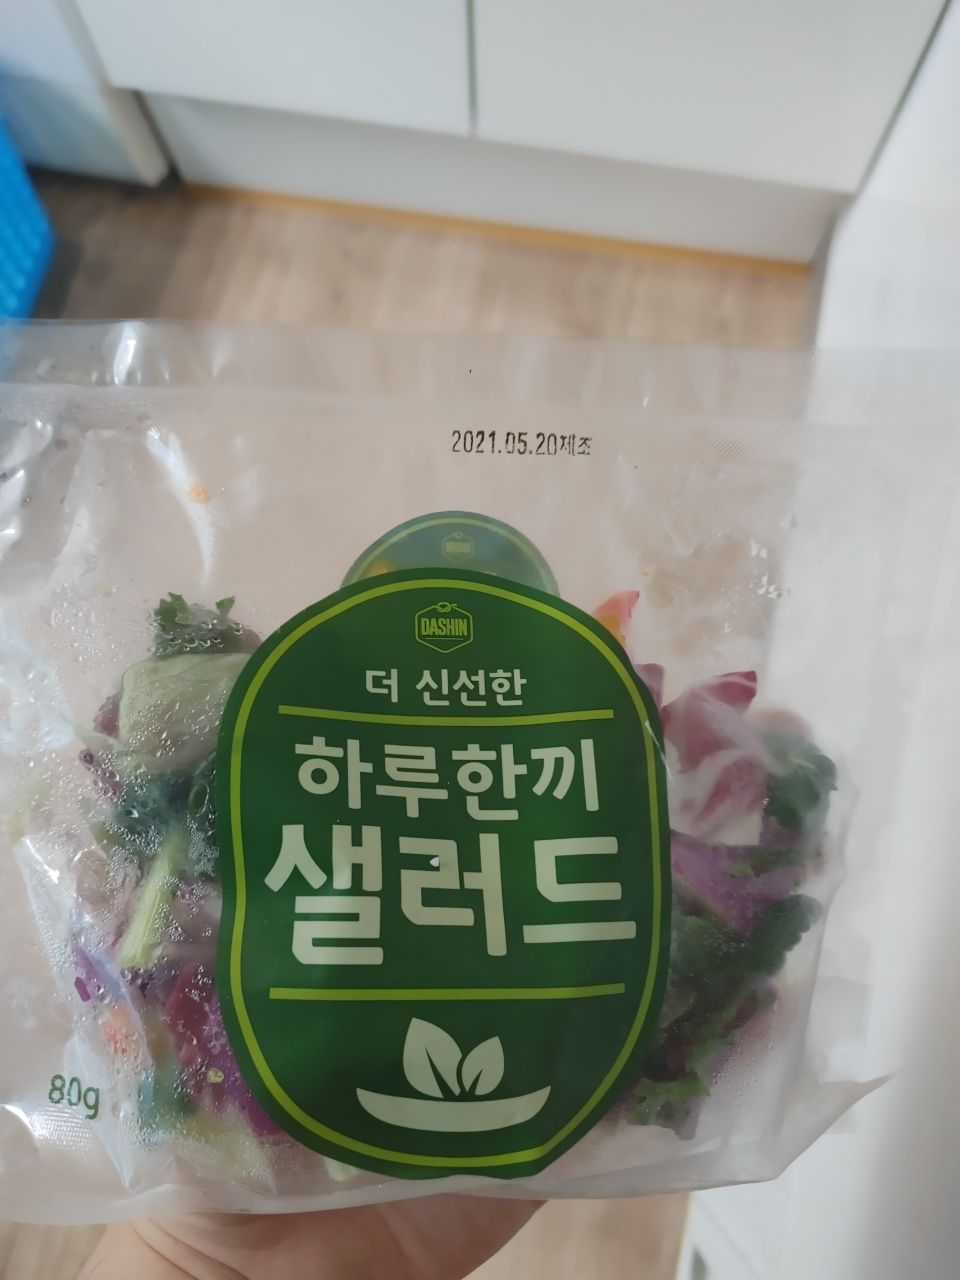 2021.05.20제조
DASHIN
더 신선한
하루한끼
샐러드
80g